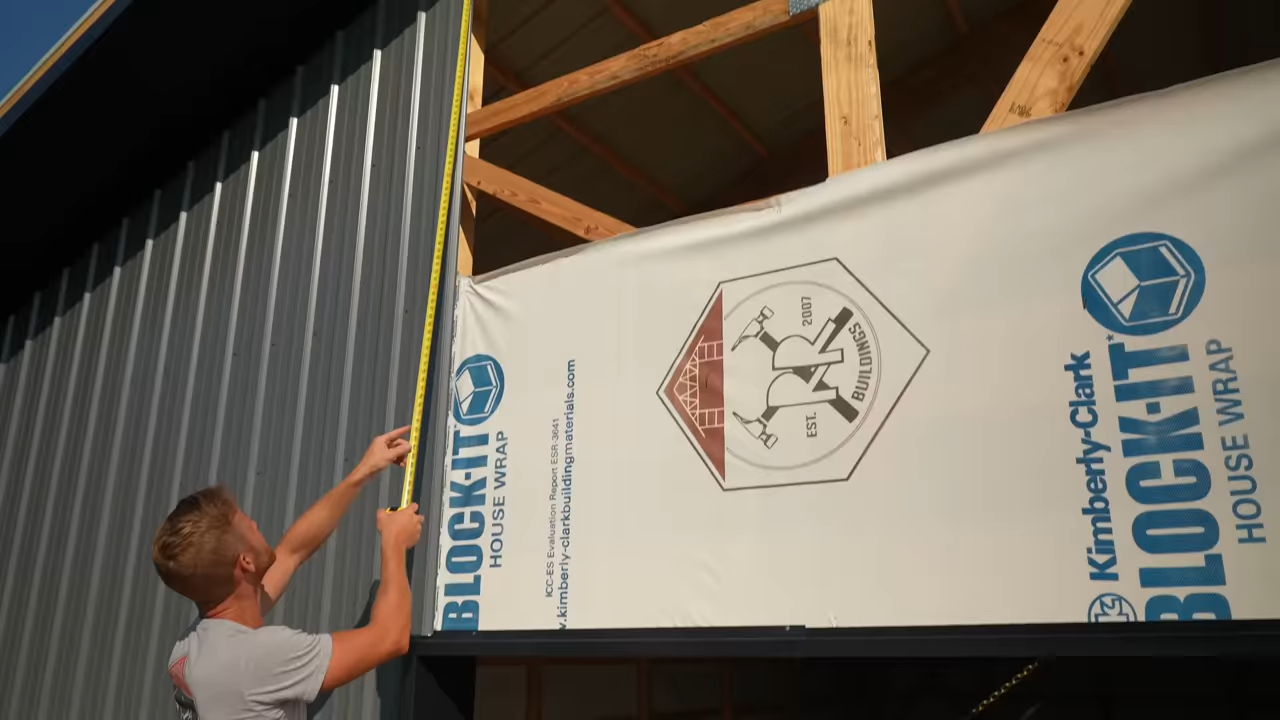 BLOCK-IT
HOUSE WRAP
ICC-ES Evaluation Report ESR-3641
.kimberly-clarkbuildingmaterials.com
EST.
2007
R
BUILDINGS
Kimberly-Clark
BLOCK-IT*
HOUSE WRAP